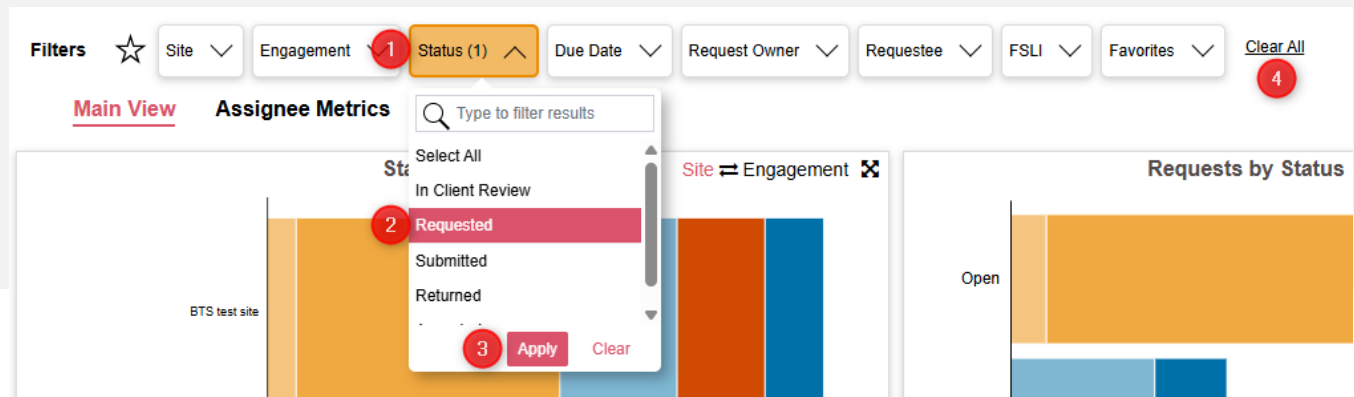 Filters Site Engagement 1 Status (1) Due Date Request Owner Requestee FSLI Favorites Clear All
4
Main View Assignee Metrics
Type to filter results
Select All
In Client Review
2 Requested
Submitted
Returned
3 Apply Clear
Site Engagement
BTS test site
Requests by Status
Open